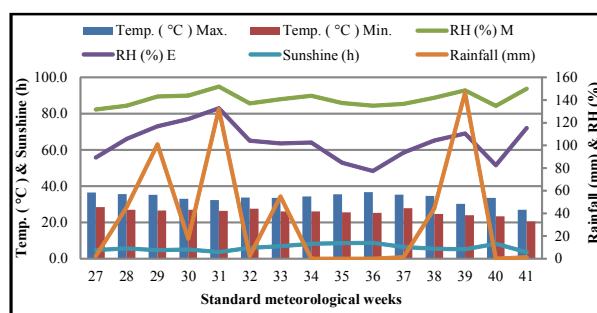 Temp. ( °C ) Max. Temp. ( °C ) Min. RH (%) M
RH (%) E Sunshine (h) Rainfall (mm)
Temp. ( °C ) & Sunshine (h)
100.0
80.0
60.0
40.0
20.0
0.0
160
140
120
100
80
60
40
20
0
Rainfall (mm) & RH (%)
27 28 29 30 31 32 33 34 35 36 37 38 39 40 41
Standard meteorological weeks